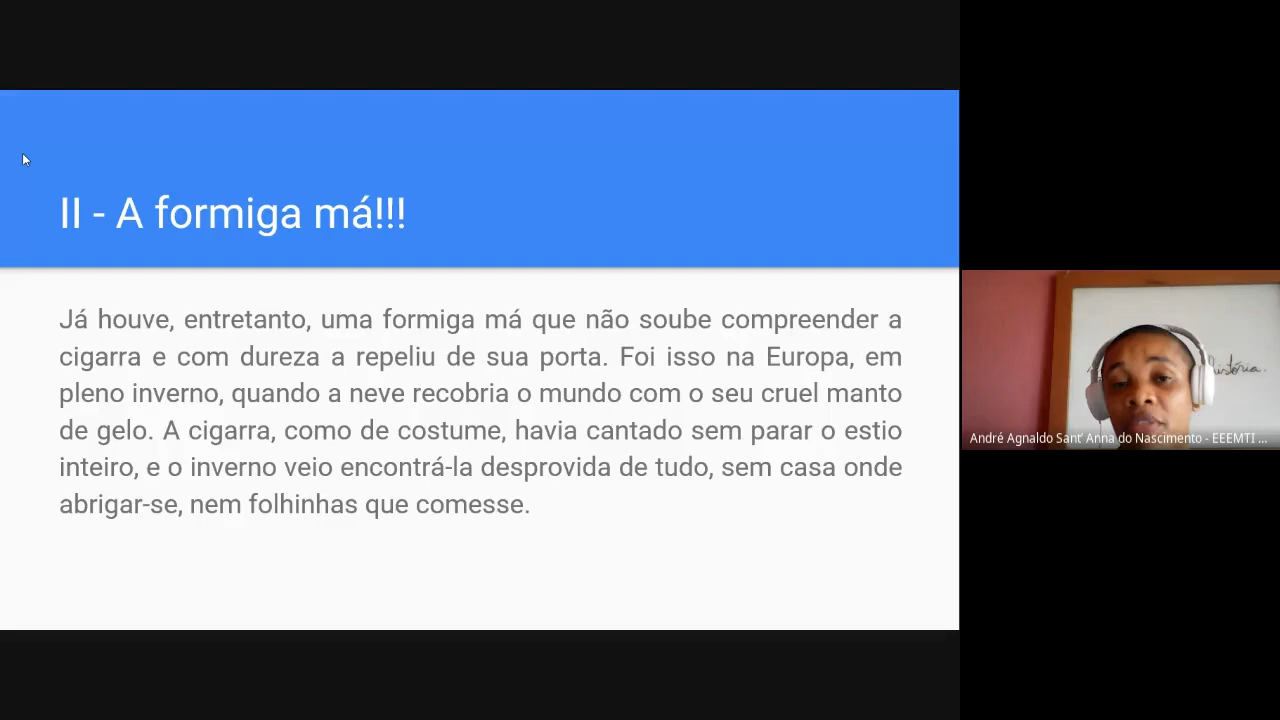 II - A formiga má!!!
Já houve, entretanto, uma formiga má que não soube compreender a
cigarra e com dureza a repeliu de sua porta. Foi isso na Europa, em
pleno inverno, quando a neve recobria o mundo com o seu cruel manto
de gelo. A cigarra, como de costume, havia cantado sem parar o estio
inteiro, e o inverno veio encontrá-la desprovida de tudo, sem casa onde
abrigar-se, nem folhinhas que comesse.
história.
André Agnaldo Sant' Anna do Nascimento - EEEMTI ...